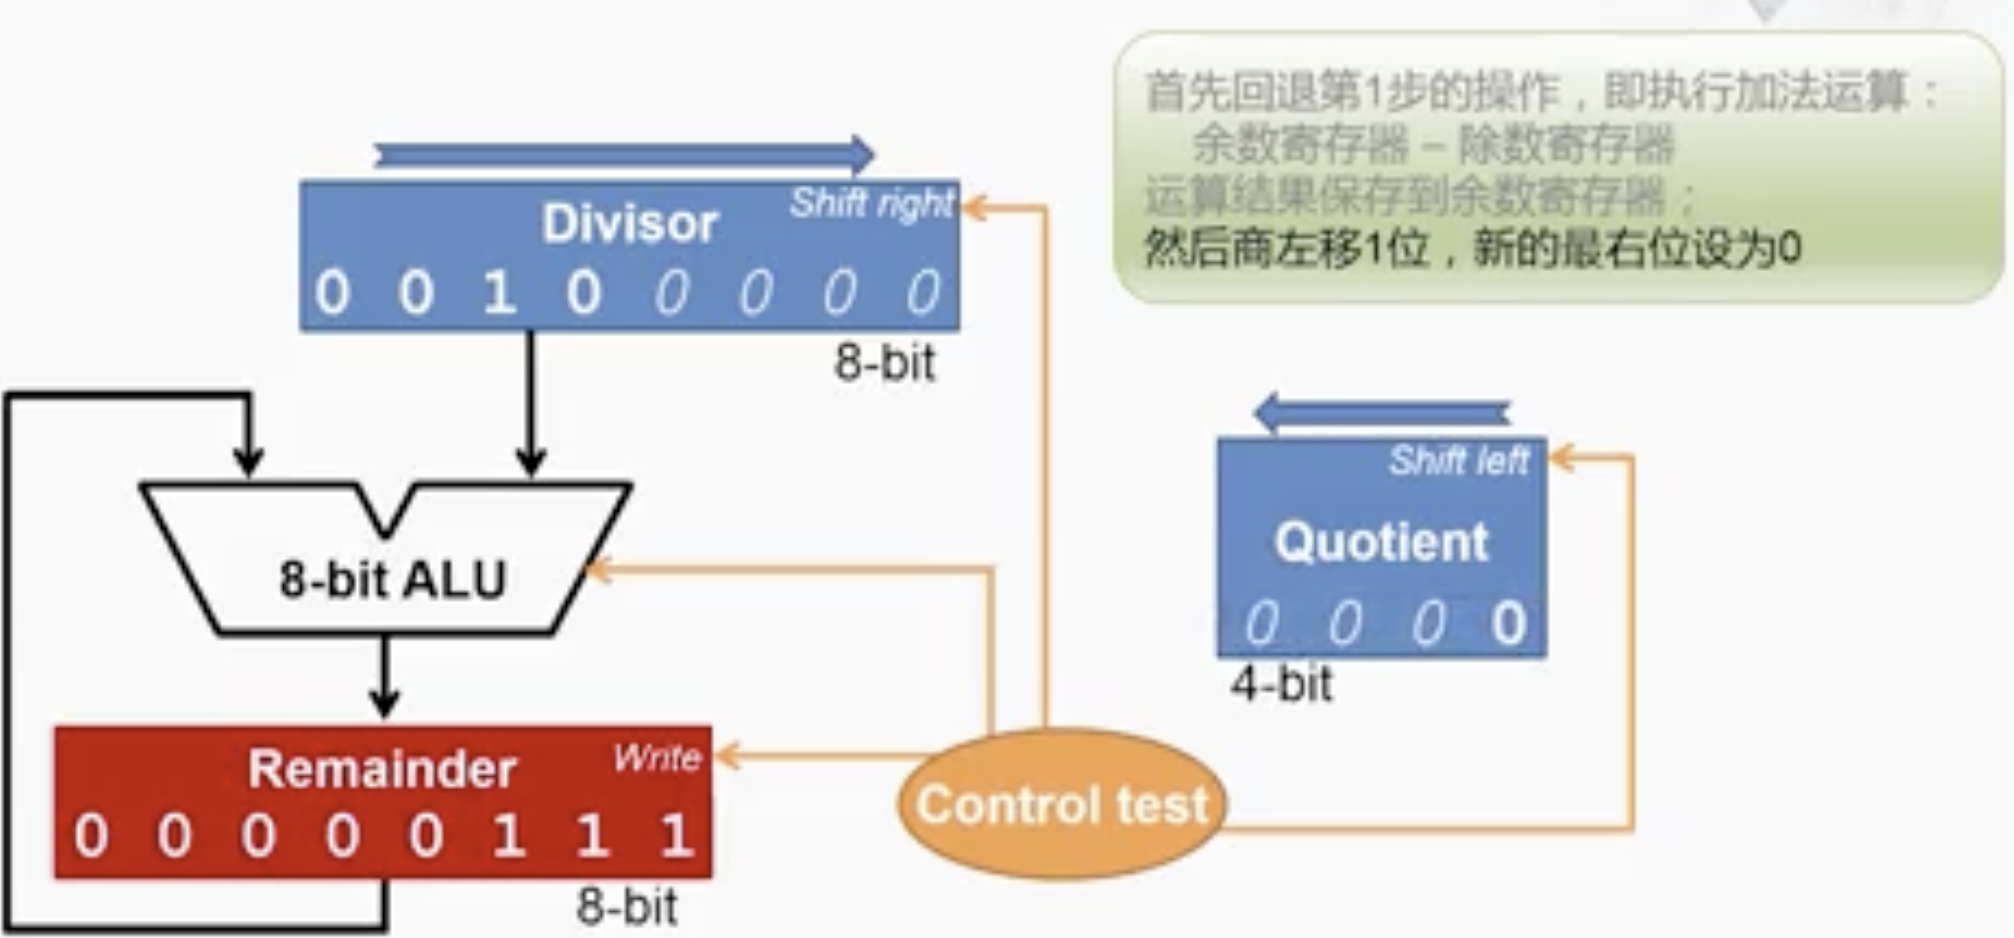 首先回退第1步的操作，即执行加法运算：
余数寄存器 – 除数寄存器
运算结果保存到余数寄存器；
然后商左移1位，新的最右位设为0
Shift right
Divisor
0 0 1 0 0 0 0 0
8-bit
Shift left
Quotient
0 0 0 0
4-bit
8-bit ALU
Remainder
Write
0 0 0 0 0 1 1 1
8-bit
Control test